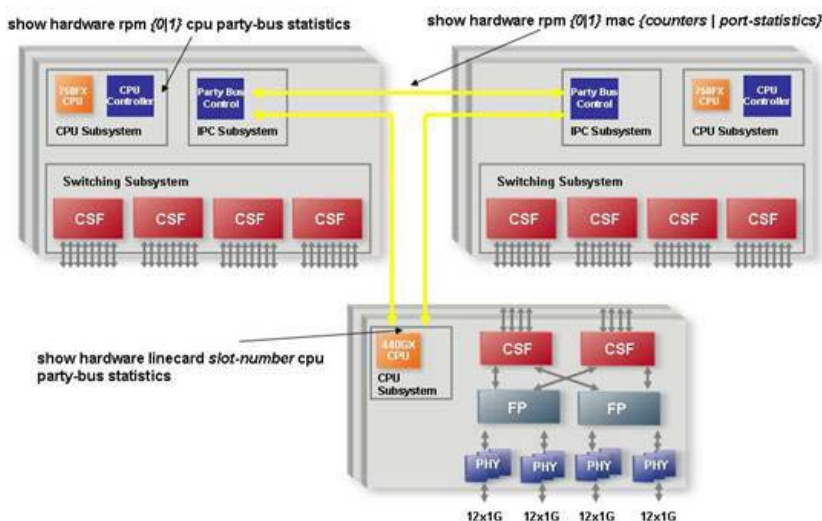 show hardware rpm {0|1} cpu party-bus statistics
show hardware rpm {0|1} mac {counters | port-statistics}
750FX
CPU
CPU
Controller
CPU Subsystem
Party Bus
Control
IPC Subsystem
Switching Subsystem
CSF
CSF
CSF
CSF
Party Bus
Control
IPC Subsystem
750FX
CPU
CPU
Controller
CPU Subsystem
Switching Subsystem
CSF
CSF
CSF
CSF
show hardware linecard slot-number cpu
party-bus statistics
440GX
CPU
CPU
Subsystem
CSF
CSF
FP
FP
PHY
PHY
PHY
PHY
12x1G
12x1G
12x1G
12x1G